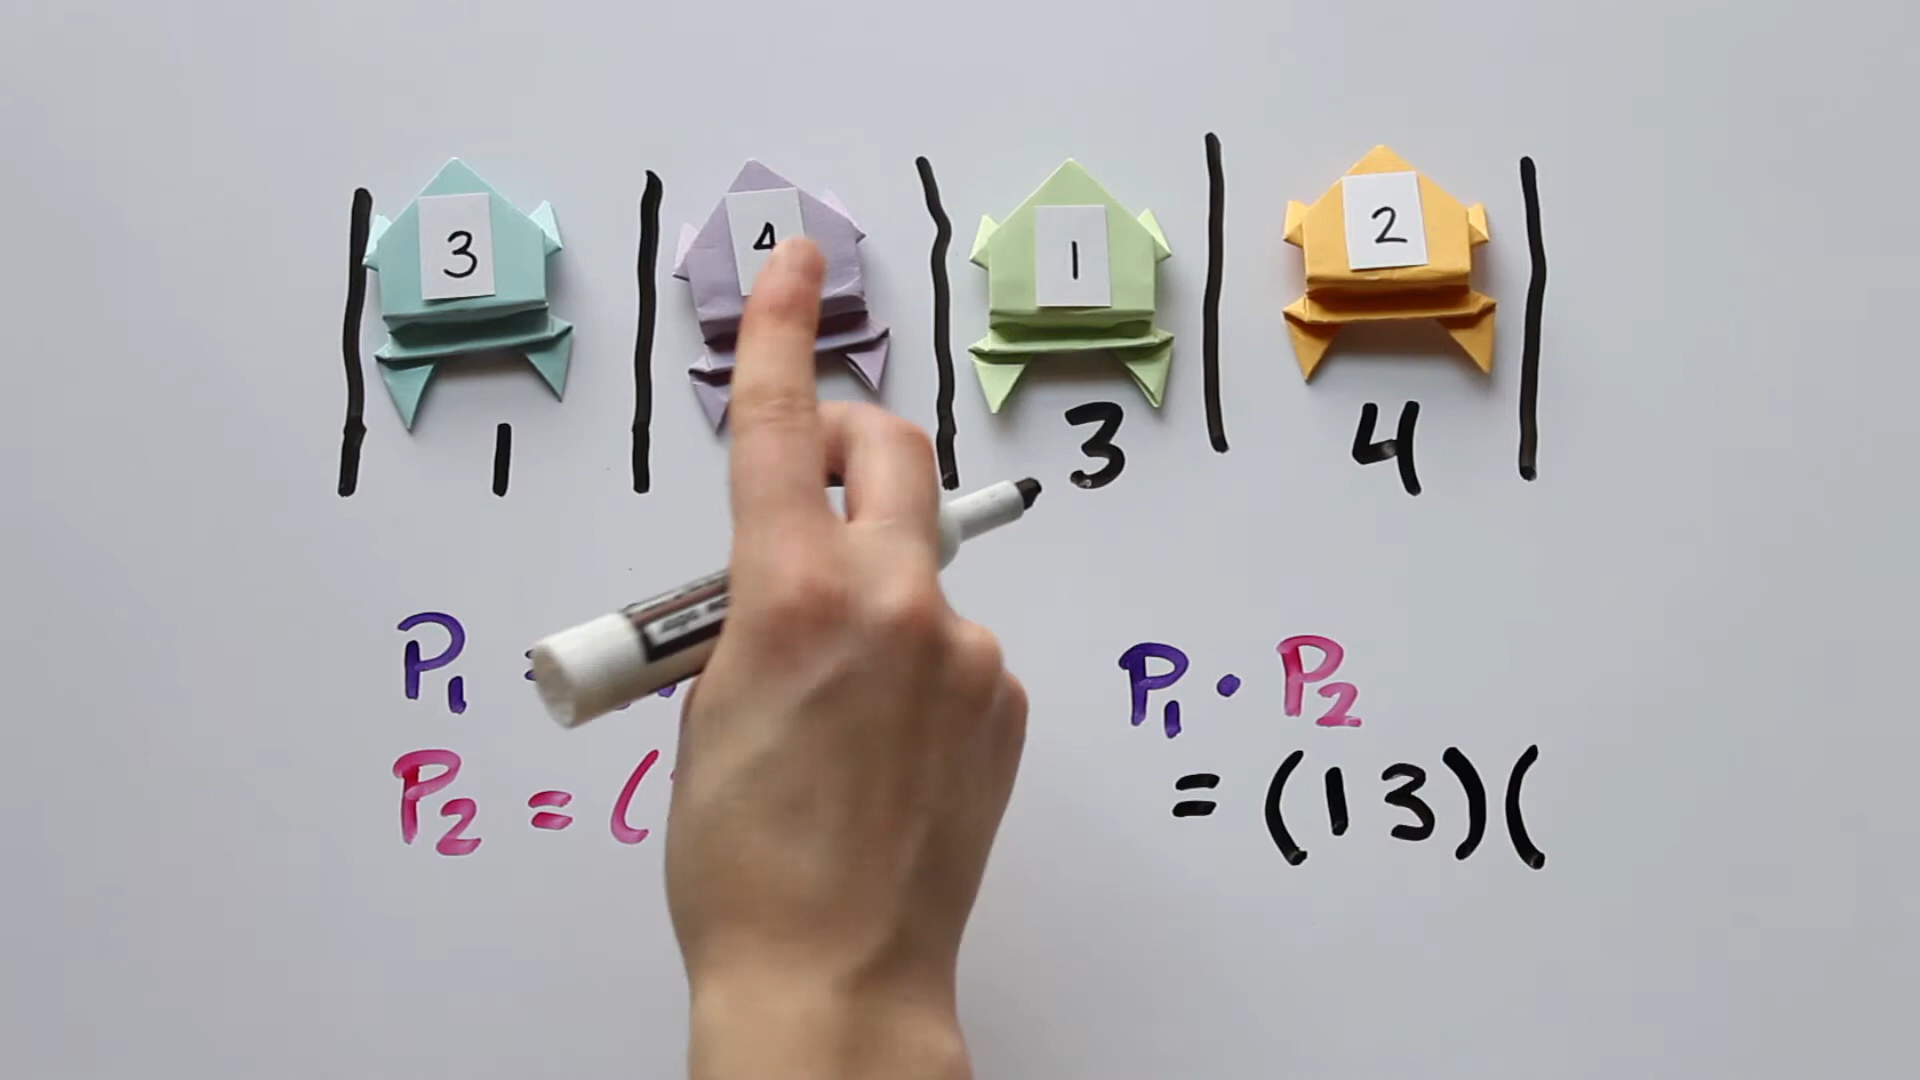 3 4 1 2
1 3 4
P₁
P₁ · P₂
P₂ = (
= (13)(